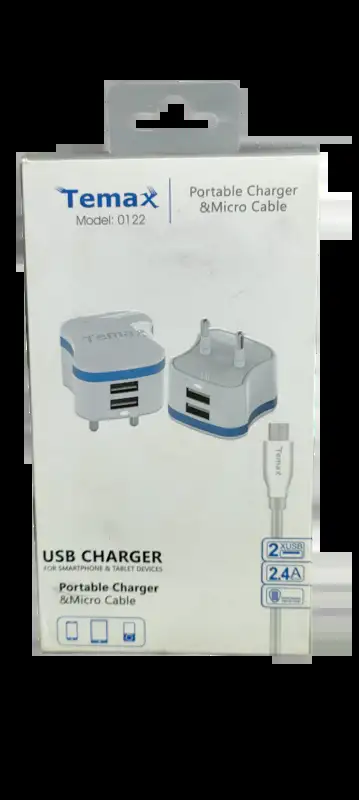 Temax
Model: 0122
Portable Charger
&Micro Cable
Temax
Temax
USB CHARGER
FOR SMARTPHONE & TABLET DEVICES
Portable Charger
&Micro Cable
2 XUSB
2.4A